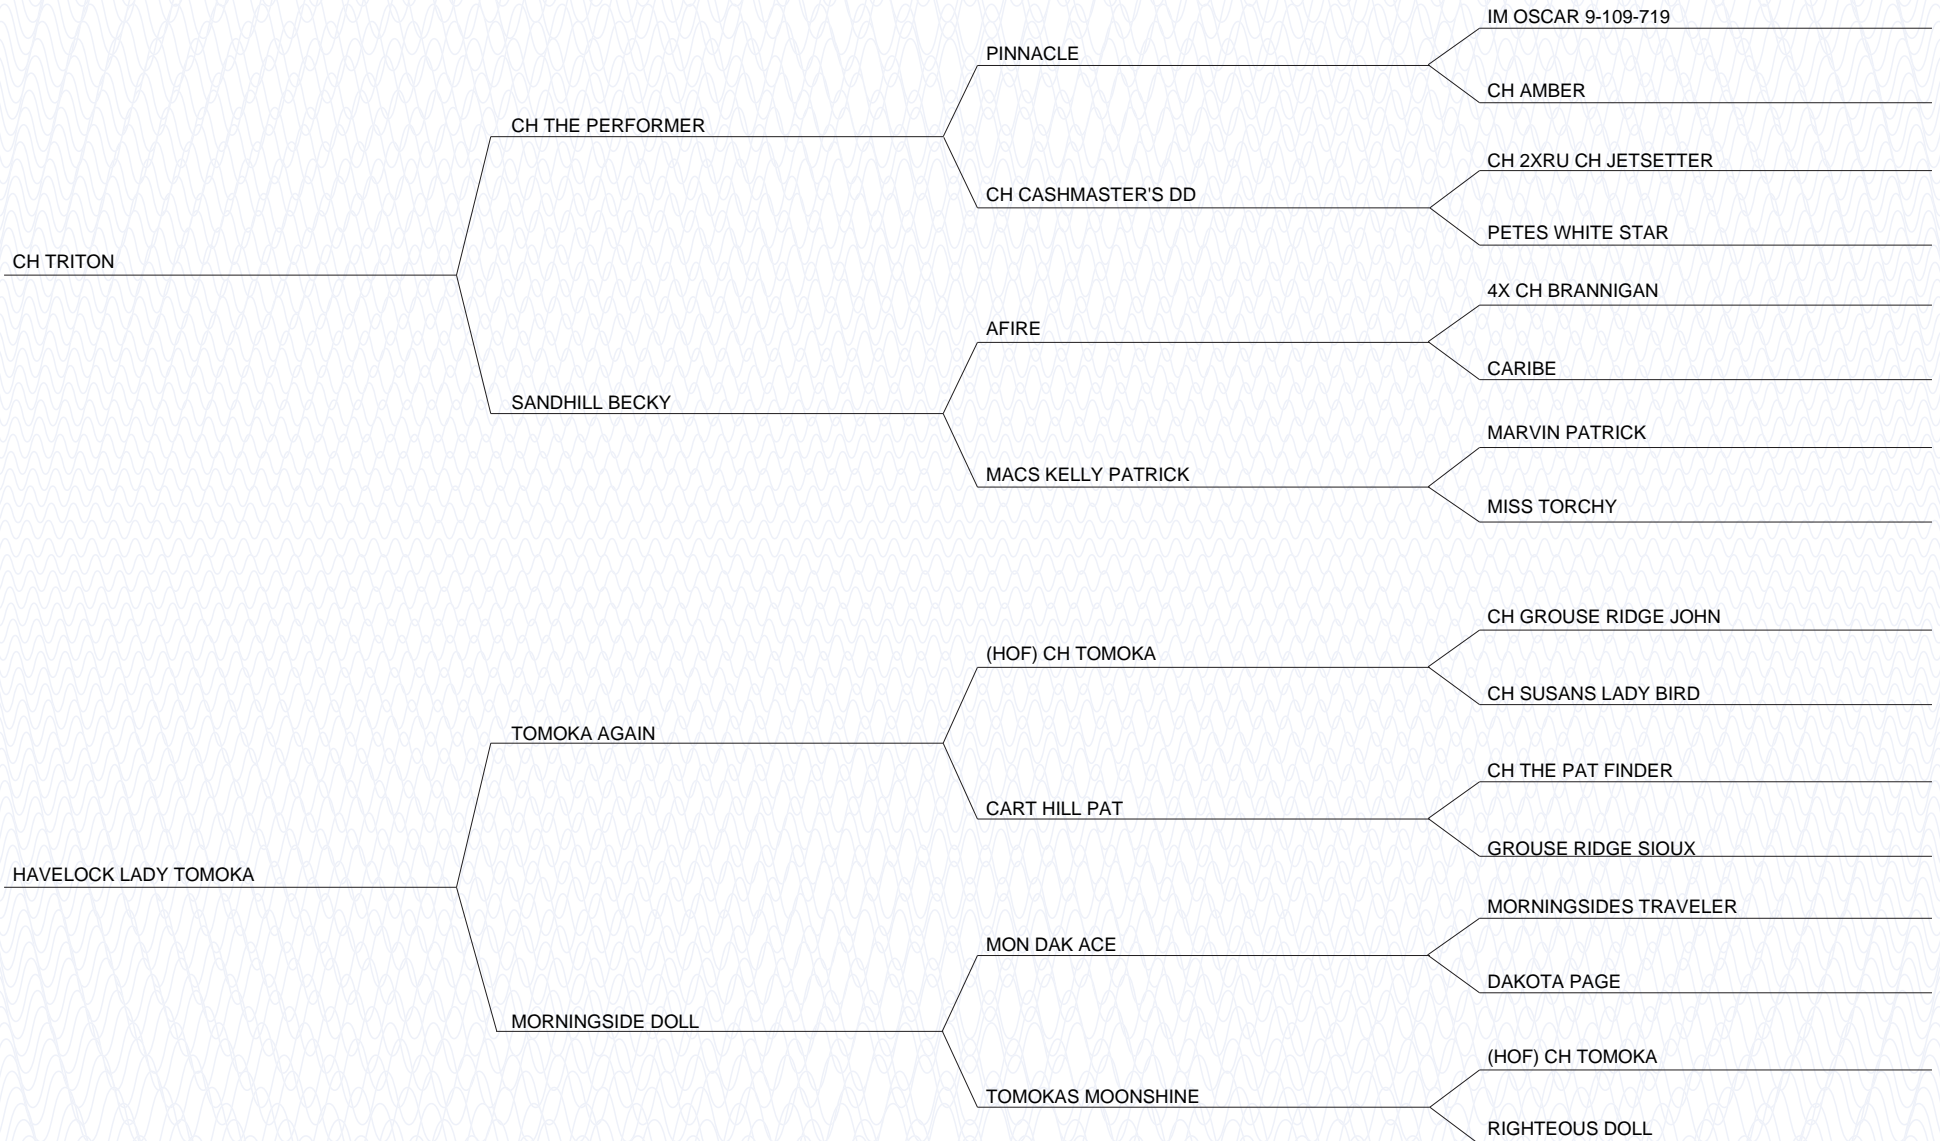 IM OSCAR 9-109-719
PINNACLE
CH AMBER
CH THE PERFORMER
CH 2XRU CH JETSETTER
CH CASHMASTER'S DD
PETES WHITE STAR
CH TRITON
4X CH BRANNIGAN
AFIRE
CARIBE
SANDHILL BECKY
MARVIN PATRICK
MACS KELLY PATRICK
MISS TORCHY
CH GROUSE RIDGE JOHN
(HOF) CH TOMOKA
CH SUSANS LADY BIRD
TOMOKA AGAIN
CH THE PAT FINDER
CART HILL PAT
GROUSE RIDGE SIOUX
HAVELOCK LADY TOMOKA
MORNINGSIDES TRAVELER
MON DAK ACE
DAKOTA PAGE
MORNINGSIDE DOLL
(HOF) CH TOMOKA
TOMOKAS MOONSHINE
RIGHTEOUS DOLL